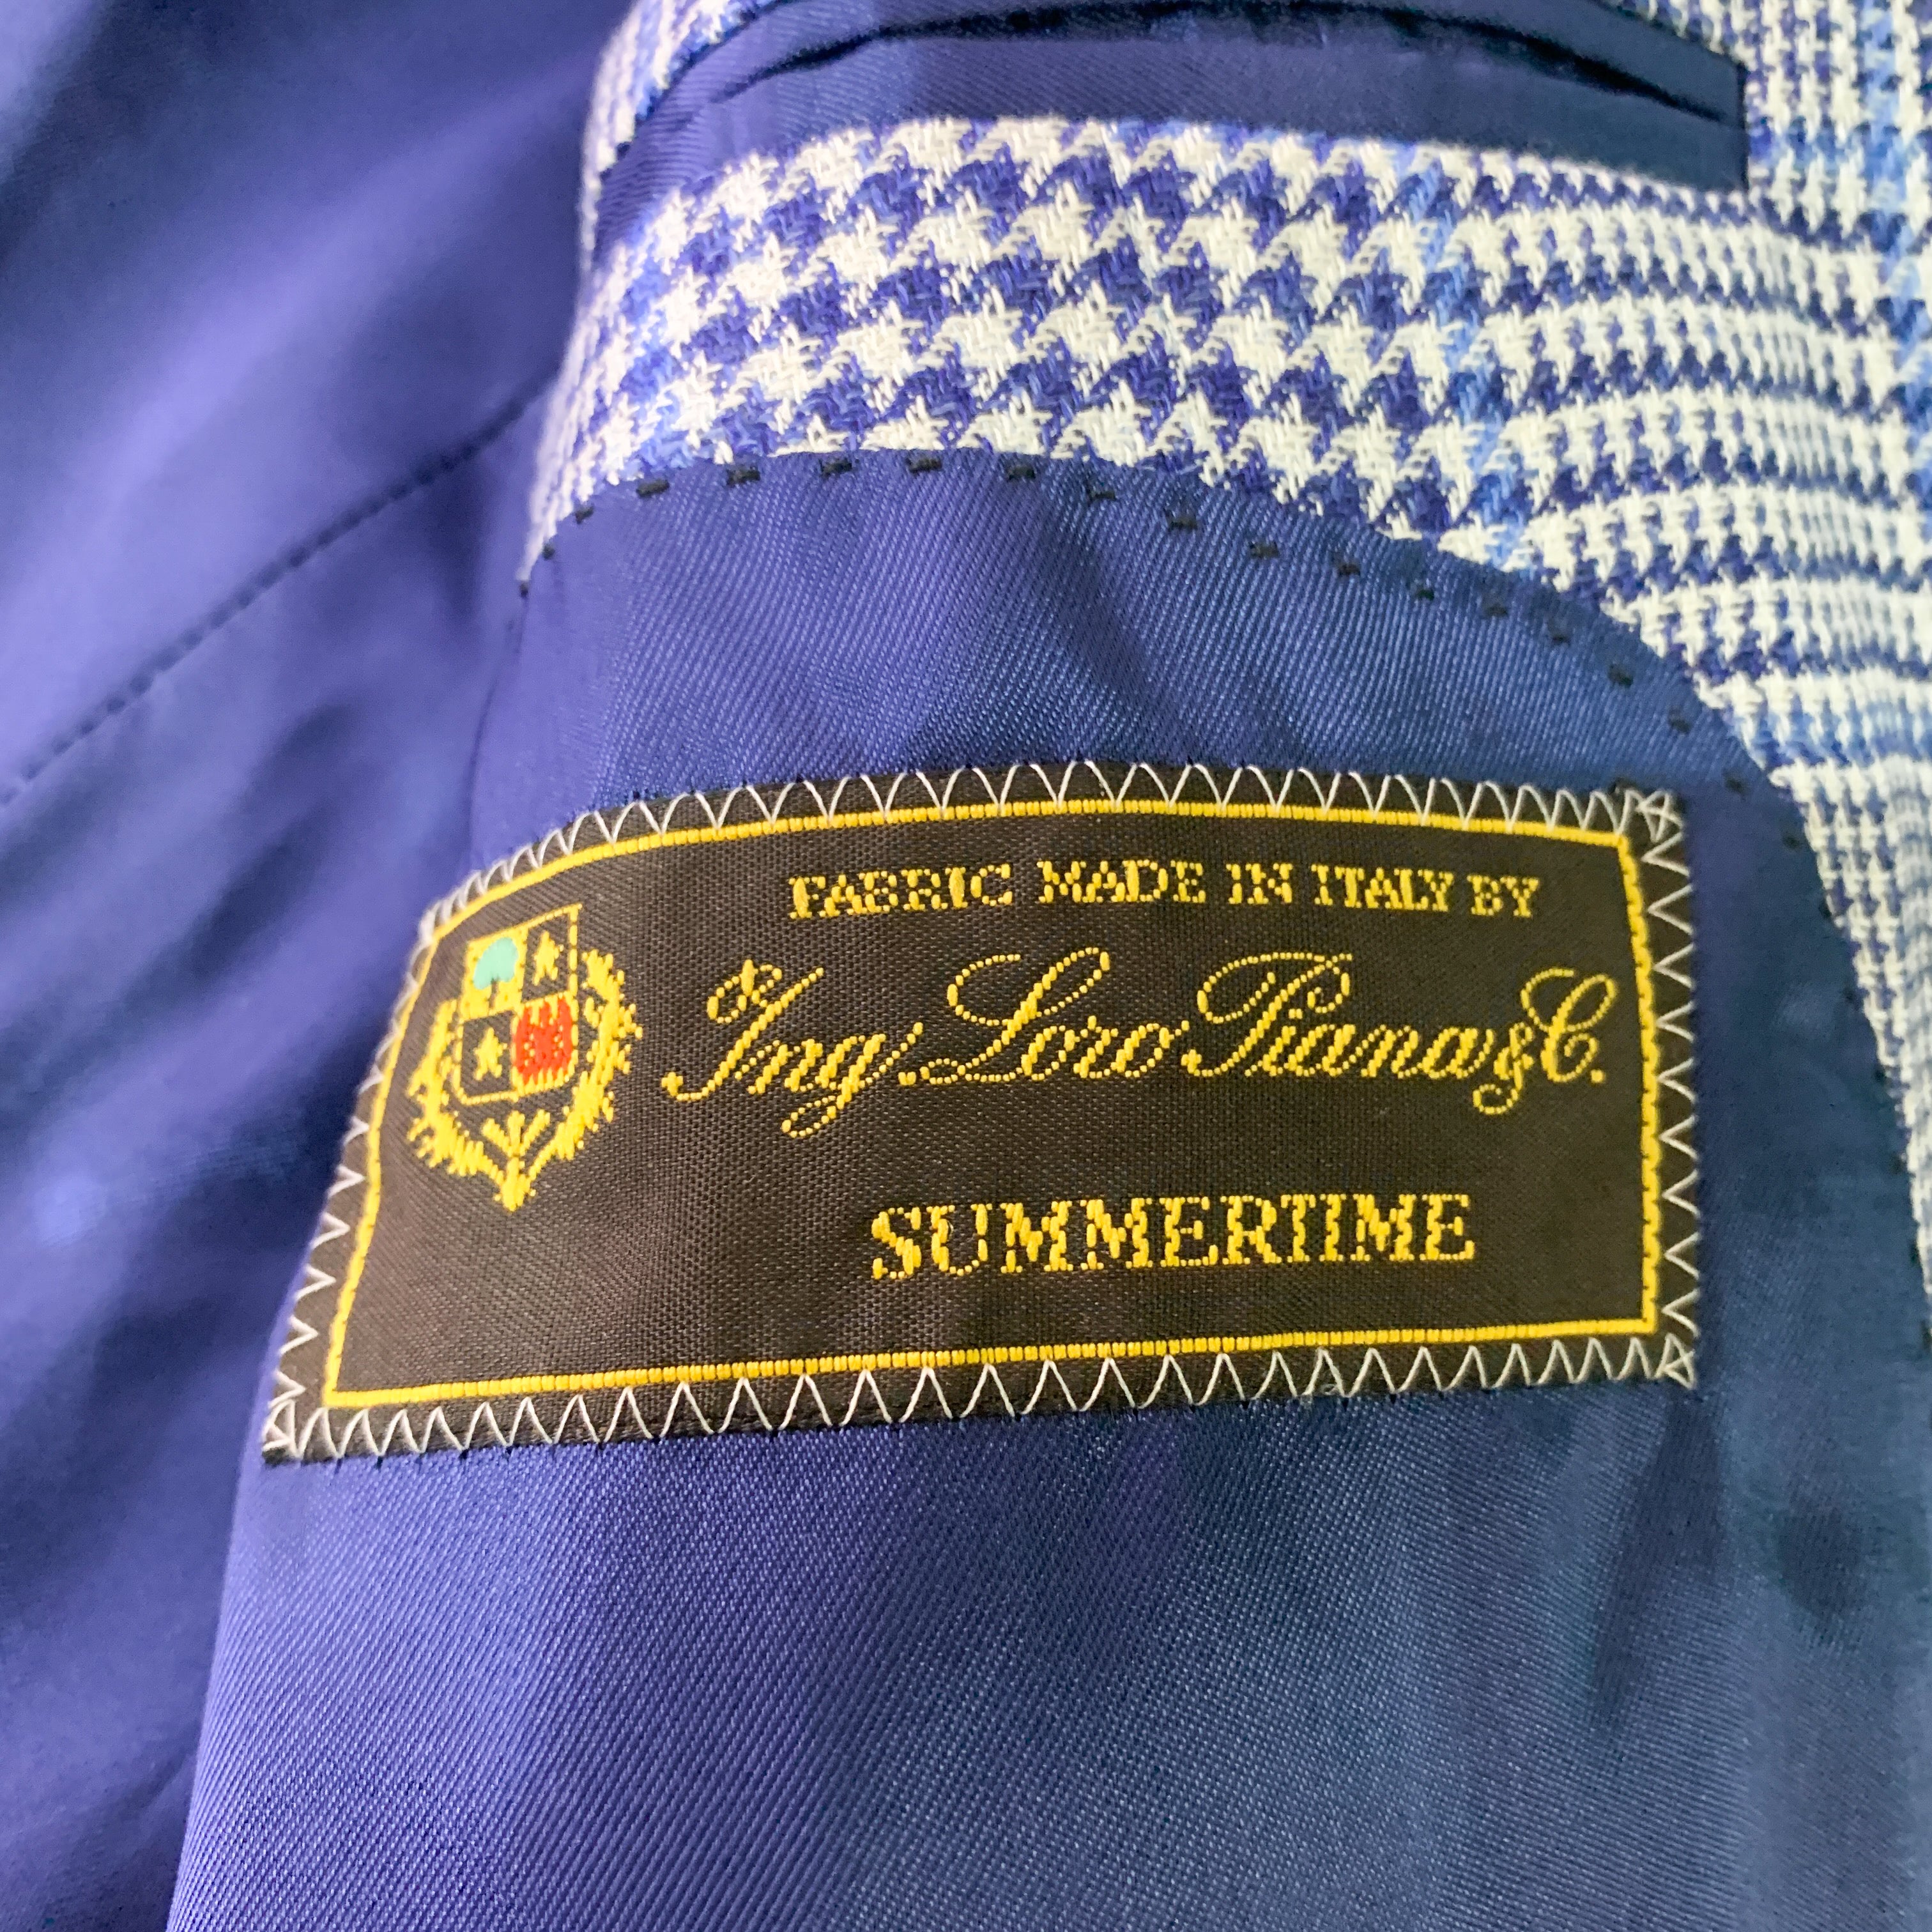 FABRIC MADE IN ITALY BY
Ing. Loro Piana & C.
SUMMERTIME